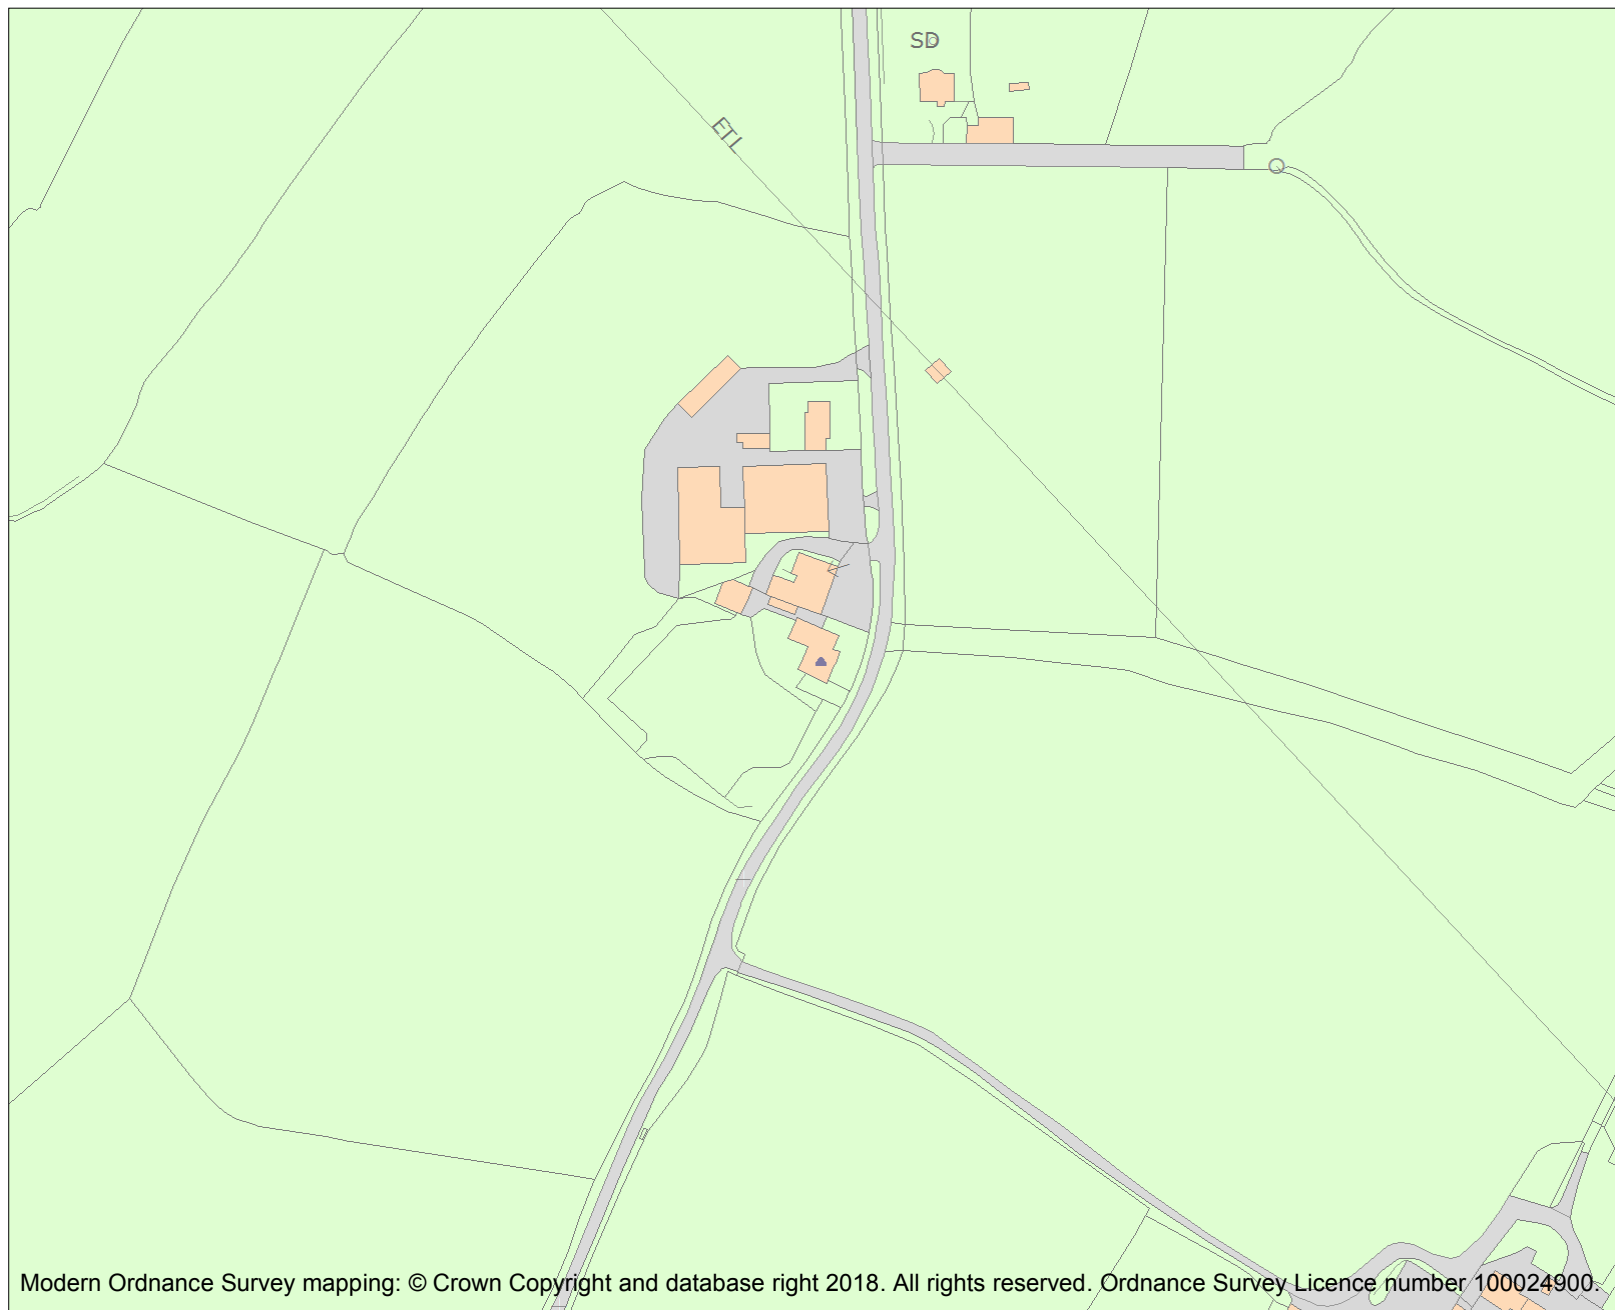 SD
ETL
Modern Ordnance Survey mapping: © Crown Copyright and database right 2018. All rights reserved. Ordnance Survey Licence number 100024900.